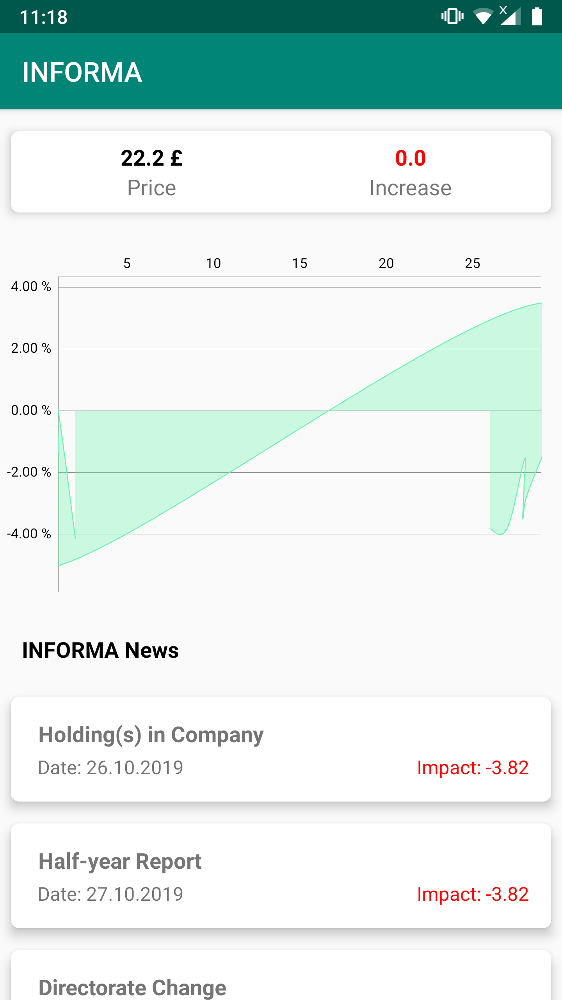 11:18
INFORMA
22.2 £ 0.0
Price Increase
5 10 15 20 25
4.00 %
2.00 %
0.00 %
-2.00 %
-4.00 %
INFORMA News
Holding(s) in Company
Date: 26.10.2019 Impact: -3.82
Half-year Report
Date: 27.10.2019 Impact: -3.82
Directorate Change